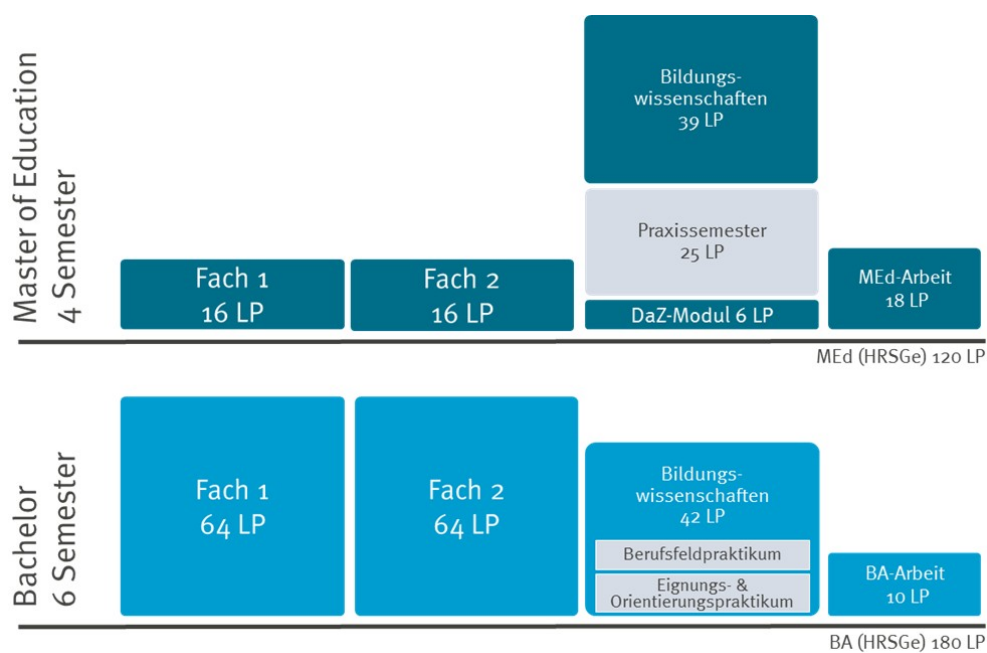 Master of Education
4 Semester
Bildungs-
wissenschaften
39 LP
Praxissemester
25 LP
Fach 1
16 LP
Fach 2
16 LP
DaZ-Modul 6 LP
MEd-Arbeit
18 LP
MEd (HRSGe) 120 LP
Bachelor
6 Semester
Fach 1
64 LP
Fach 2
64 LP
Bildungs-
wissenschaften
42 LP
Berufsfeldpraktikum
Eignungs- &
Orientierungspraktikum
BA-Arbeit
10 LP
BA (HRSGe) 180 LP